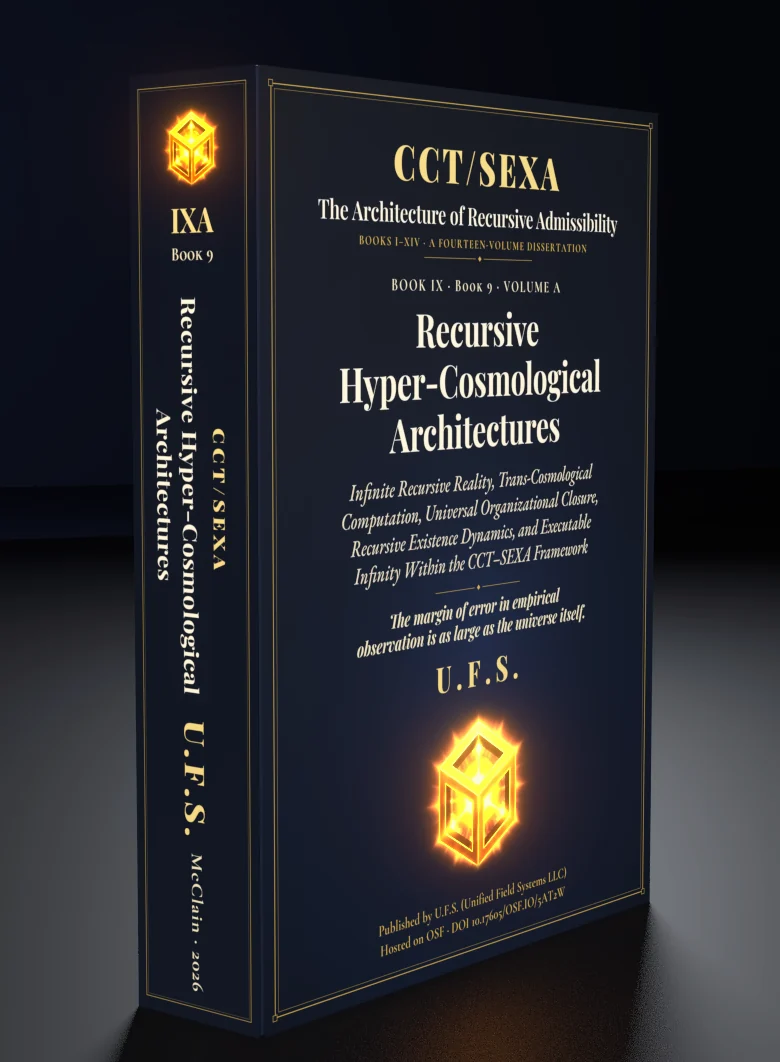 IXA
Book 9
CCT/SEXA
Recursive Hyper-Cosmological
Architectures
U.F.S.
McClain · 2026
CCT/SEXA
The Architecture of Recursive Admissibility
BOOKS I–XIV · A FOURTEEN-VOLUME DISSERTATION
BOOK IX · Book 9 · VOLUME A
Recursive
Hyper-Cosmological
Architectures
Infinite Recursive Reality, Trans-Cosmological
Computation, Universal Organizational Closure,
Recursive Existence Dynamics, and Executable
Infinity Within the CCT–SEXA Framework
The margin of error in empirical
observation is as large as the universe itself.
U.F.S.
Published by U.F.S. (Unified Field Systems LLC)
Hosted on OSF · DOI 10.17605/OSF.IO/5AT2W